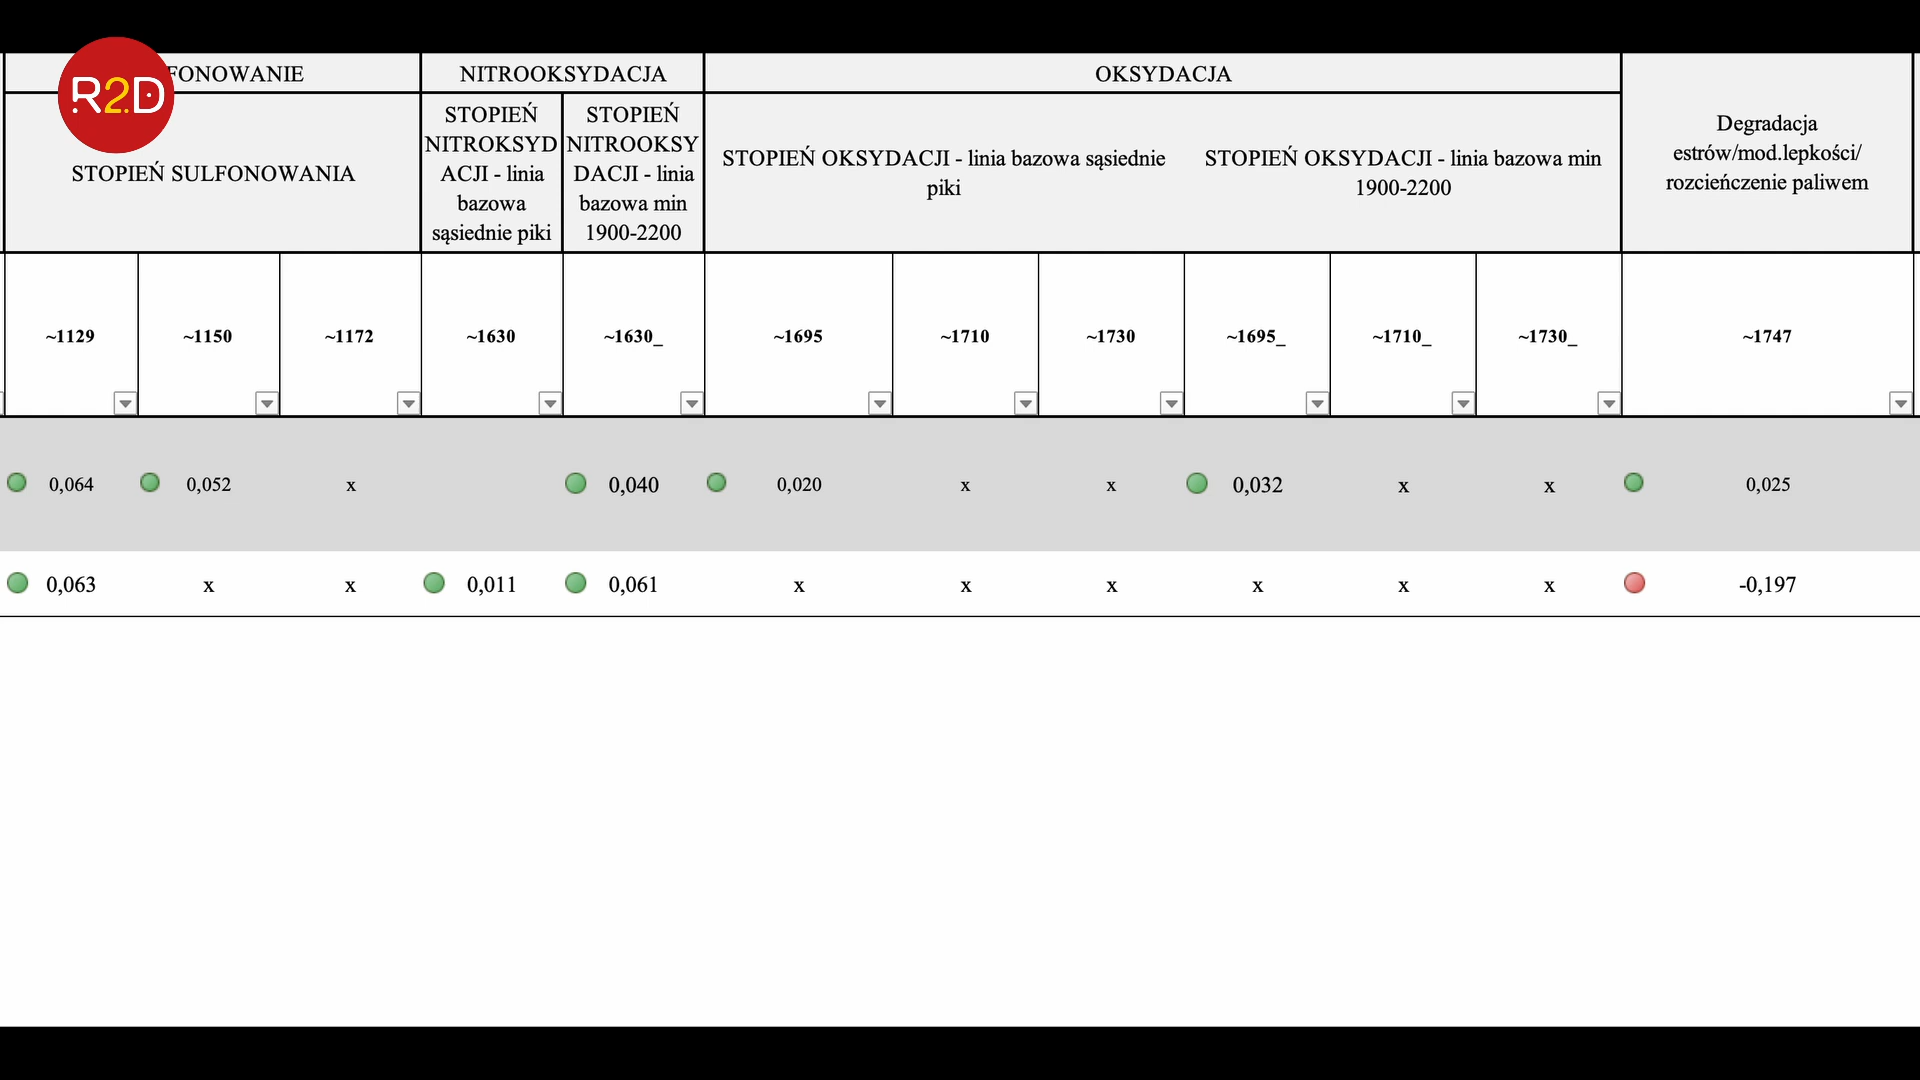 R2D
FONOWANIE
NITROOKSYDACJA
OKSYDACJA
STOPIEŃ SULFONOWANIA
STOPIEŃ
NITROKSYD
ACJI - linia
bazowa
sąsiednie piki
STOPIEŃ
NITROOKSY
DACJI - linia
bazowa min
1900-2200
STOPIEŃ OKSYDACJI - linia bazowa sąsiednie
piki
STOPIEŃ OKSYDACJI - linia bazowa min
1900-2200
Degradacja
estrów/mod.lepkości/
rozcieńczenie paliwem
~1129 ~1150 ~1172 ~1630 ~1630_ ~1695 ~1710 ~1730 ~1695_ ~1710_ ~1730_ ~1747
0,064 0,052 x 0,040 0,020 x x 0,032 x x 0,025
0,063 x x 0,011 0,061 x x x x x x -0,197